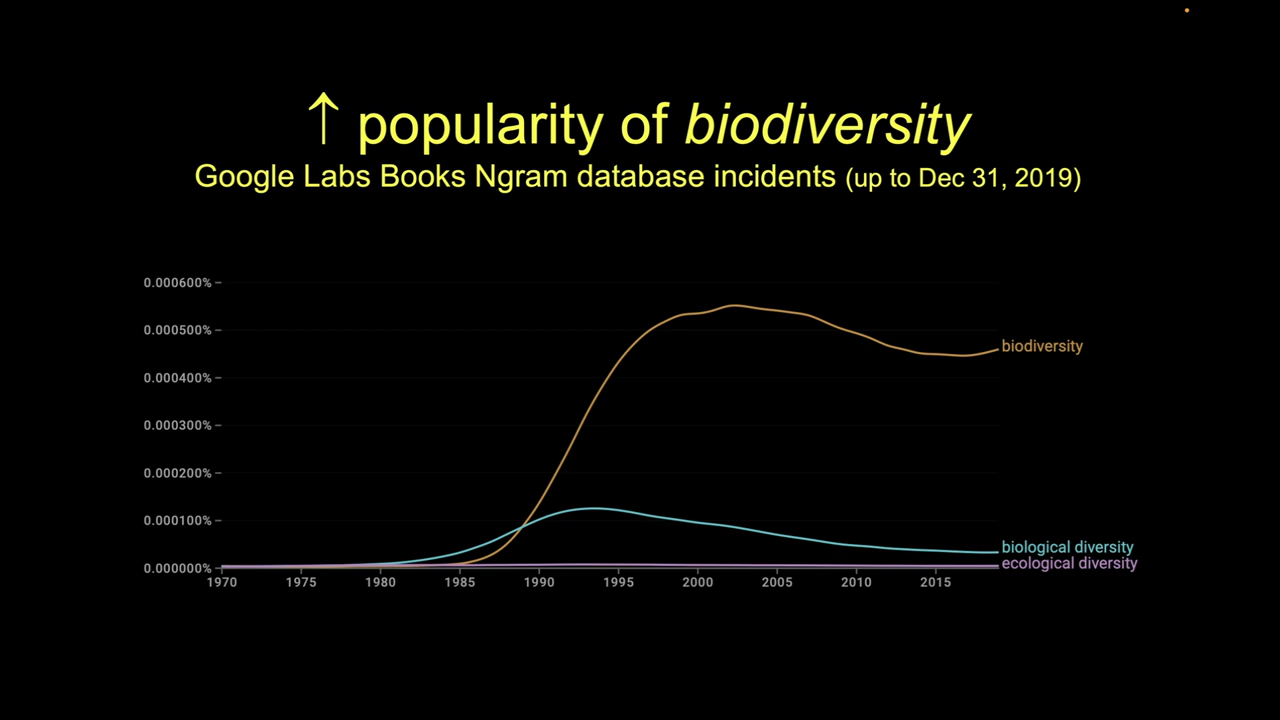 ↑ popularity of biodiversity
Google Labs Books Ngram database incidents (up to Dec 31, 2019)
0.000600%
0.000500%
biodiversity
0.000400%
0.000300%
0.000200%
0.000100%
biological diversity
ecological diversity
0.000000%
1970 1975 1980 1985 1990 1995 2000 2005 2010 2015